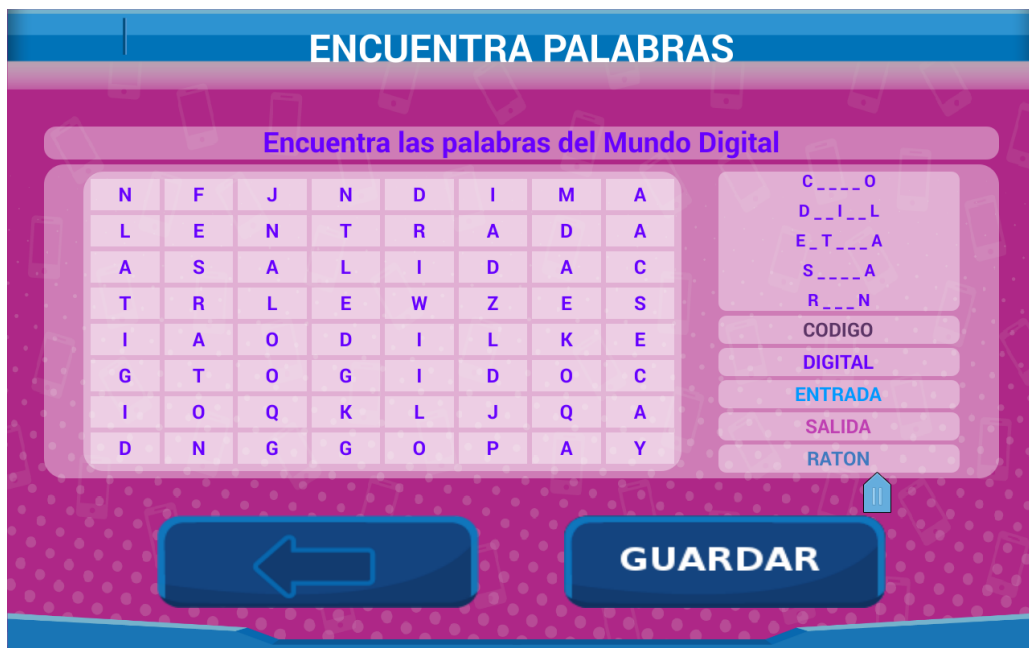 ENCUENTRA PALABRAS
Encuentra las palabras del Mundo Digital
N F J N D I M A
L E N T R A D A
A S A L I D A C
T R L E W Z E S
I A O D I L K E
G T O G I D O C
I O Q K L J Q A
D N G G O P A Y
C _ _ _ _ O
D _ _ I _ _ L
E _ T _ _ _ A
S _ _ _ _ A
R _ _ _ N
CODIGO
DIGITAL
ENTRADA
SALIDA
RATON
GUARDAR